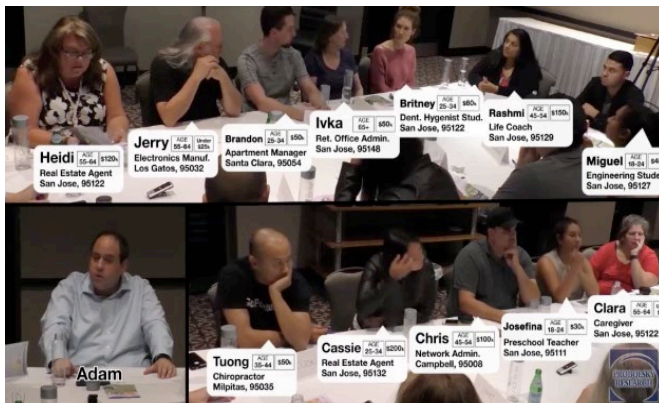 Heidi AGE 55-64 $120k
Real Estate Agent
San Jose, 95122
Jerry AGE 55-64 Under $25k
Electronics Manuf.
Los Gatos, 95032
Brandon AGE 25-34 $50k
Apartment Manager
Santa Clara, 95054
Ivka AGE 65+ $50k
Ret. Office Admin.
San Jose, 95148
Britney AGE 25-34 $60k
Dent. Hygenist Stud.
San Jose, 95122
Rashmi AGE 45-54 $150k
Life Coach
San Jose, 95129
Miguel AGE 18-24
Engineering Stude
San Jose, 95127
Adam
Tuong AGE 35-44 $50k
Chiropractor
Milpitas, 95035
Cassie AGE 25-34 $200k
Real Estate Agent
San Jose, 95132
Chris AGE 45-54 $100k
Network Admin.
Campbell, 95008
Josefina AGE 18-24 $30k
Preschool Teacher
San Jose, 95111
Clara AGE 55-64
Caregiver
San Jose, 95122
PROBOLSKY
RESEARCH